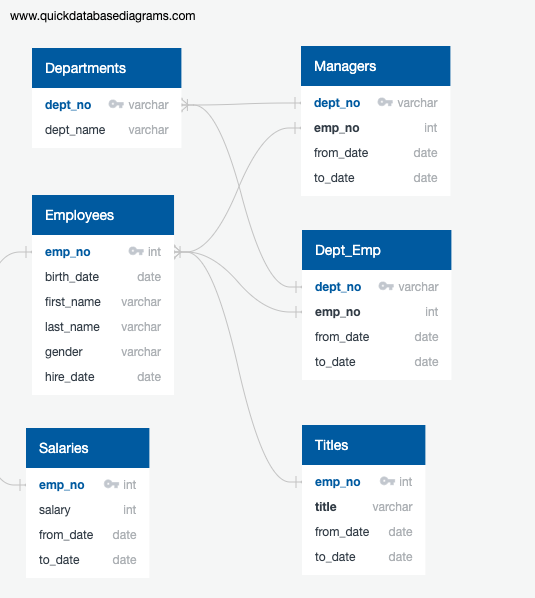 www.quickdatabasediagrams.com
Departments
dept_no varchar
dept_name varchar
Managers
dept_no varchar
emp_no int
from_date date
to_date date
Employees
emp_no int
birth_date date
first_name varchar
last_name varchar
gender varchar
hire_date date
Dept_Emp
dept_no varchar
emp_no int
from_date date
to_date date
Salaries
emp_no int
salary int
from_date date
to_date date
Titles
emp_no int
title varchar
from_date date
to_date date